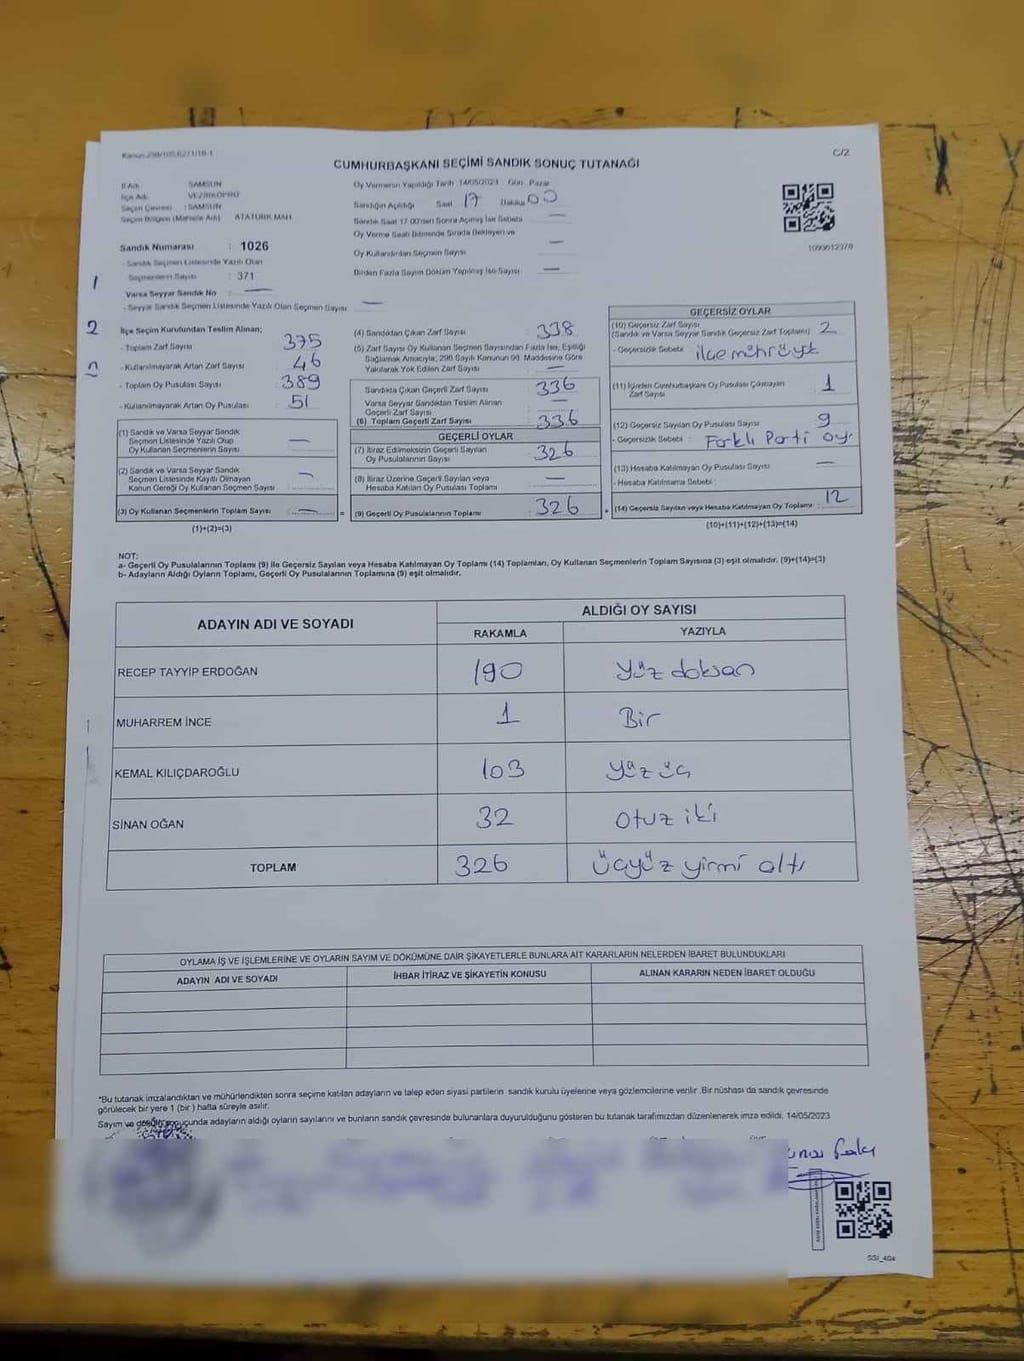 Kanun:298/105,6271/18-1
C/2
CUMHURBAŞKANI SEÇİMİ SANDIK SONUÇ TUTANAĞI
İl Adı : SAMSUN
İlçe Adı : VEZİRKÖPRÜ
Seçim Çevresi : SAMSUN
Seçim Bölgesi (Mahalle Adı) ATATÜRK MAH.
Sandık Numarası : 1026
- Sandık Seçmen Listesinde Yazılı Olan
Seçmenlerin Sayısı : 371
1
Varsa Seyyar Sandık No : —
- Seyyar Sandık Seçmen Listesinde Yazılı Olan Seçmen Sayısı : —
Oy Vermenin Yapıldığı Tarih 14/05/2023 Gün Pazar
Sandığın Açıldığı Saat 17 Dakika 00
Sandık Saat 17.00'den Sonra Açılmış İse Sebebi —
Oy Verme Saati Bitiminde Sırada Bekleyen ve
Oy Kullandırılan Seçmen Sayısı —
Birden Fazla Sayım Döküm Yapılmış İse Sayısı —
1099612378
2
İlçe Seçim Kurulundan Teslim Alınan;
- Toplam Zarf Sayısı : 375
- Kullanılmayarak Artan Zarf Sayısı : 46
- Toplam Oy Pusulası Sayısı : 389
- Kullanılmayarak Artan Oy Pusulası : 51
(1) Sandık ve Varsa Seyyar Sandık
Seçmen Listesinde Yazılı Olup
Oy Kullanan Seçmenlerin Sayısı : —
(2) Sandık ve Varsa Seyyar Sandık
Seçmen Listesinde Kayıtlı Olmayan
Kanun Gereği Oy Kullanan Seçmen Sayısı : —
(3) Oy Kullanan Seçmenlerin Toplam Sayısı : —
(1)+(2)=(3)
(4) Sandıktan Çıkan Zarf Sayısı : 338
(5) Zarf Sayısı Oy Kullanan Seçmen Sayısından Fazla İse, Eşitliği
Sağlamak Amacıyla, 298 Sayılı Kanunun 98. Maddesine Göre
Yakılarak Yok Edilen Zarf Sayısı : —
Sandıkta Çıkan Geçerli Zarf Sayısı : 336
Varsa Seyyar Sandıktan Teslim Alınan
Geçerli Zarf Sayısı : —
(6) Toplam Geçerli Zarf Sayısı : 336
GEÇERLİ OYLAR
(7) İtiraz Edilmeksizin Geçerli Sayılan
Oy Pusulalarının Sayısı : 326
(8) İtiraz Üzerine Geçerli Sayılan veya
Hesaba Katılan Oy Pusulası Toplamı : —
(9) Geçerli Oy Pusulalarının Toplamı : 326
GEÇERSİZ OYLAR
(10) Geçersiz Zarf Sayısı
(Sandık ve Varsa Seyyar Sandık Geçersiz Zarf Toplamı) : 2
- Geçersizlik Sebebi :
(11) İçinden Cumhurbaşkanı Oy Pusulası Çıkmayan
Zarf Sayısı : 1
(12) Geçersiz Sayılan Oy Pusulası Sayısı : 9
- Geçersizlik Sebebi : Farklı Parti oy.
(13) Hesaba Katılmayan Oy Pusulası Sayısı : —
- Hesaba Katılmama Sebebi :
(14) Geçersiz Sayılan veya Hesaba Katılmayan Oy Toplamı : 12
(10)+(11)+(12)+(13)=(14)
NOT:
a- Geçerli Oy Pusulalarının Toplamı (9) İle Geçersiz Sayılan veya Hesaba Katılmayan Oy Toplamı (14) Toplamları, Oy Kullanan Seçmenlerin Toplam Sayısına (3) eşit olmalıdır. (9)+(14)=(3)
b- Adayların Aldığı Oyların Toplamı, Geçerli Oy Pusulalarının Toplamına (9) eşit olmalıdır.
ADAYIN ADI VE SOYADI
ALDIĞI OY SAYISI
RAKAMLA YAZIYLA
RECEP TAYYİP ERDOĞAN 190 Yüz doksan
MUHARREM İNCE 1 Bir
KEMAL KILIÇDAROĞLU 103 Yüz üç
SİNAN OĞAN 32 Otuz iki
TOPLAM 326 Üçyüz yirmi altı
OYLAMA İŞ VE İŞLEMLERİNE VE OYLARIN SAYIM VE DÖKÜMÜNE DAİR ŞİKAYETLERLE BUNLARA AİT KARARLARIN NELERDEN İBARET BULUNDUKLARI
ADAYIN ADI VE SOYADI İHBAR İTİRAZ VE ŞİKAYETİN KONUSU ALINAN KARARIN NEDEN İBARET OLDUĞU
*Bu tutanak imzalandıktan ve mühürlendikten sonra seçime katılan adayların ve talep eden siyasi partilerin sandık kurulu üyelerine veya gözlemcilerine verilir .Bir nüshası da sandık çevresinde
görülecek bir yere 1 (bir ) hafta süreyle asılır.
Sayım ve döküm sonucunda adayların aldığı oyların sayılarını ve bunların sandık çevresinde bulunanlara duyurulduğunu gösteren bu tutanak tarafımızdan düzenlenerek imza edildi. 14/05/2023
SSI_404